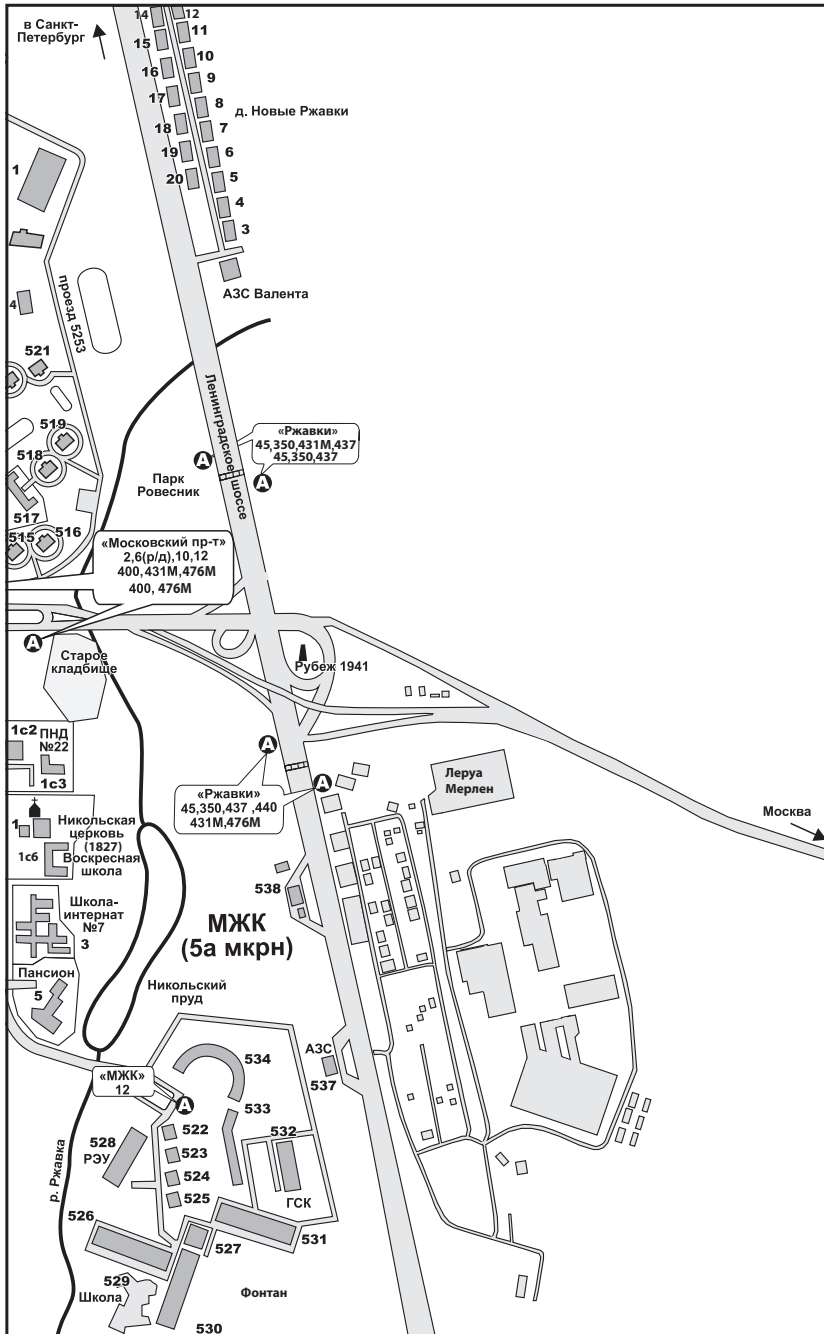 в Санкт-
Петербург
14
12
15
11
16
10
17
9
18
8
д. Новые Ржавки
7
19
6
20
5
4
3
1
АЗС Валента
проезд 5253
4
521
Ленинградское шоссе
519
518
«Ржавки»
45,350,431М,437
45,350,437
А
А
Парк
Ровесник
517
515
516
«Московский пр-т»
2,6(р/д),10,12
400,431М,476М
400, 476М
А
Старое
кладбище
Рубеж 1941
1с2
ПНД
№22
1с3
А
А
«Ржавки»
45,350,437 ,440
431М,476М
Леруа
Мерлен
Москва
1
Никольская
церковь
(1827)
1с6
Воскресная
школа
538
Школа-
интернат
№7
3
МЖК
(5а мкрн)
Пансион
5
Никольский
пруд
«МЖК»
12
А
534
АЗС
537
533
522
532
528
РЭУ
523
524
525
ГСК
р. Ржавка
526
527
531
529
Школа
Фонтан
530